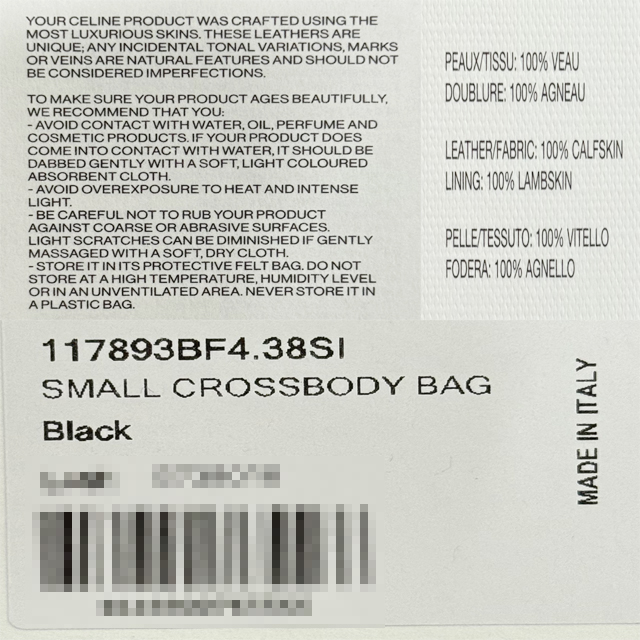 YOUR CELINE PRODUCT WAS CRAFTED USING THE
MOST LUXURIOUS SKINS. THESE LEATHERS ARE
UNIQUE; ANY INCIDENTAL TONAL VARIATIONS, MARKS
OR VEINS ARE NATURAL FEATURES AND SHOULD NOT
BE CONSIDERED IMPERFECTIONS.
TO MAKE SURE YOUR PRODUCT AGES BEAUTIFULLY,
WE RECOMMEND THAT YOU:
- AVOID CONTACT WITH WATER, OIL, PERFUME AND
COSMETIC PRODUCTS. IF YOUR PRODUCT DOES
COME INTO CONTACT WITH WATER, IT SHOULD BE
DABBED GENTLY WITH A SOFT, LIGHT COLOURED
ABSORBENT CLOTH.
- AVOID OVEREXPOSURE TO HEAT AND INTENSE
LIGHT.
- BE CAREFUL NOT TO RUB YOUR PRODUCT
AGAINST COARSE OR ABRASIVE SURFACES.
LIGHT SCRATCHES CAN BE DIMINISHED IF GENTLY
MASSAGED WITH A SOFT, DRY CLOTH.
- STORE IT IN ITS PROTECTIVE FELT BAG. DO NOT
STORE AT A HIGH TEMPERATURE, HUMIDITY LEVEL
OR IN AN UNVENTILATED AREA. NEVER STORE IT IN
A PLASTIC BAG.
PEAUX/TISSU: 100% VEAU
DOUBLURE: 100% AGNEAU
LEATHER/FABRIC: 100% CALFSKIN
LINING: 100% LAMBSKIN
PELLE/TESSUTO: 100% VITELLO
FODERA: 100% AGNELLO
117893BF4.38SI
SMALL CROSSBODY BAG
Black
MADE IN ITALY